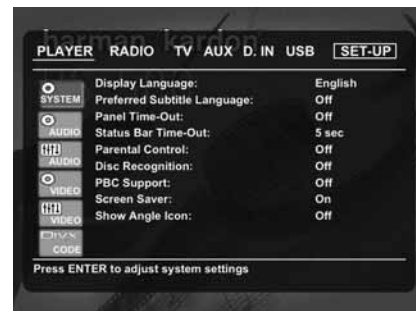 harman kardon
PLAYER RADIO TV AUX D. IN USB SET-UP
SYSTEM
AUDIO
AUDIO
VIDEO
VIDEO
DivX
CODE
Display Language: English
Preferred Subtitle Language: Off
Panel Time-Out: Off
Status Bar Time-Out: 5 sec
Parental Control: Off
Disc Recognition: Off
PBC Support: Off
Screen Saver: On
Show Angle Icon: Off
Press ENTER to adjust system settings